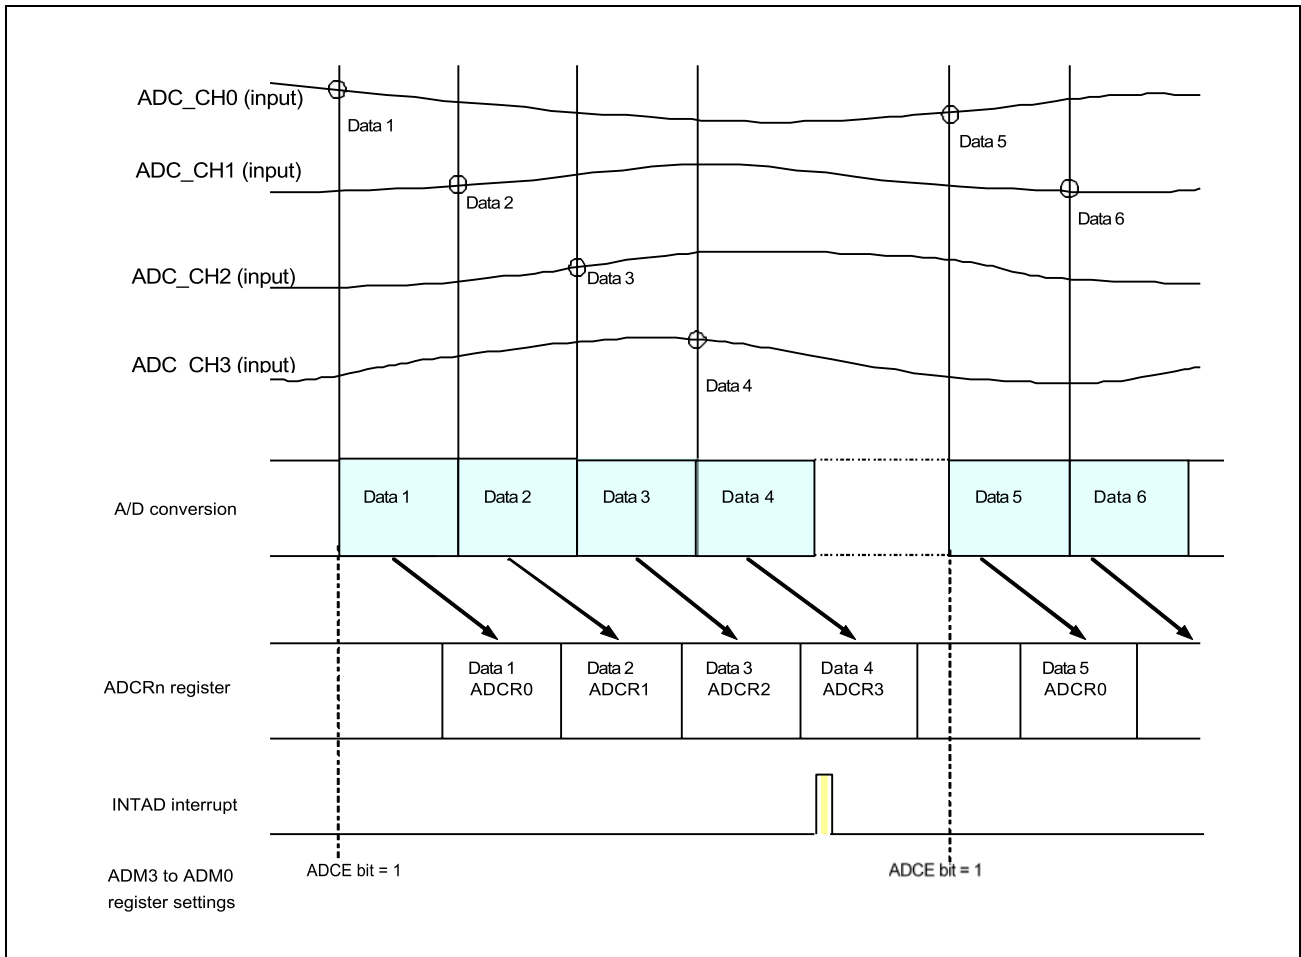 ADC_CH0 (input)
Data 1
Data 5
ADC_CH1 (input)
Data 2
Data 6
ADC_CH2 (input)
Data 3
ADC CH3 (input)
Data 4
A/D conversion
Data 1
Data 2
Data 3
Data 4
Data 5
Data 6
ADCRn register
Data 1
ADCR0
Data 2
ADCR1
Data 3
ADCR2
Data 4
ADCR3
Data 5
ADCR0
INTAD interrupt
ADM3 to ADM0
register settings
ADCE bit = 1
ADCE bit = 1